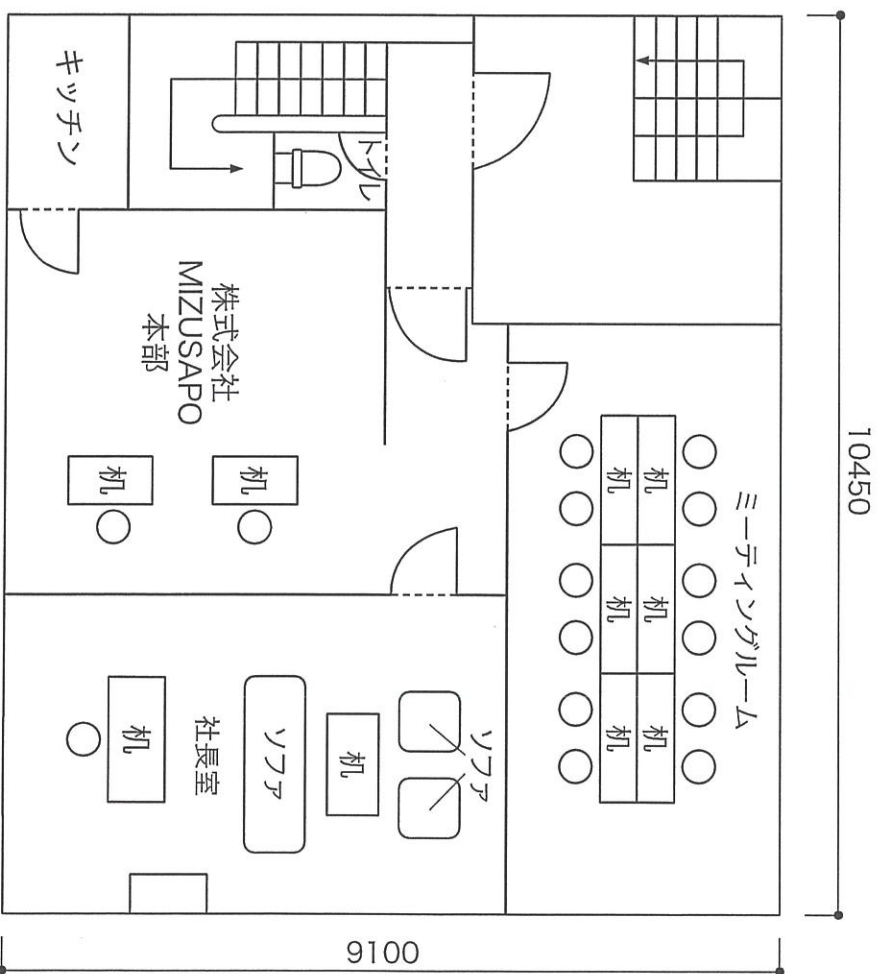 10450
キッチン
トイレ
株式会社
MIZUSAPO
本部
机
机
ミーティングルーム
机
机
机
机
机
机
ソファ
机
ソファ
社長室
机
9100